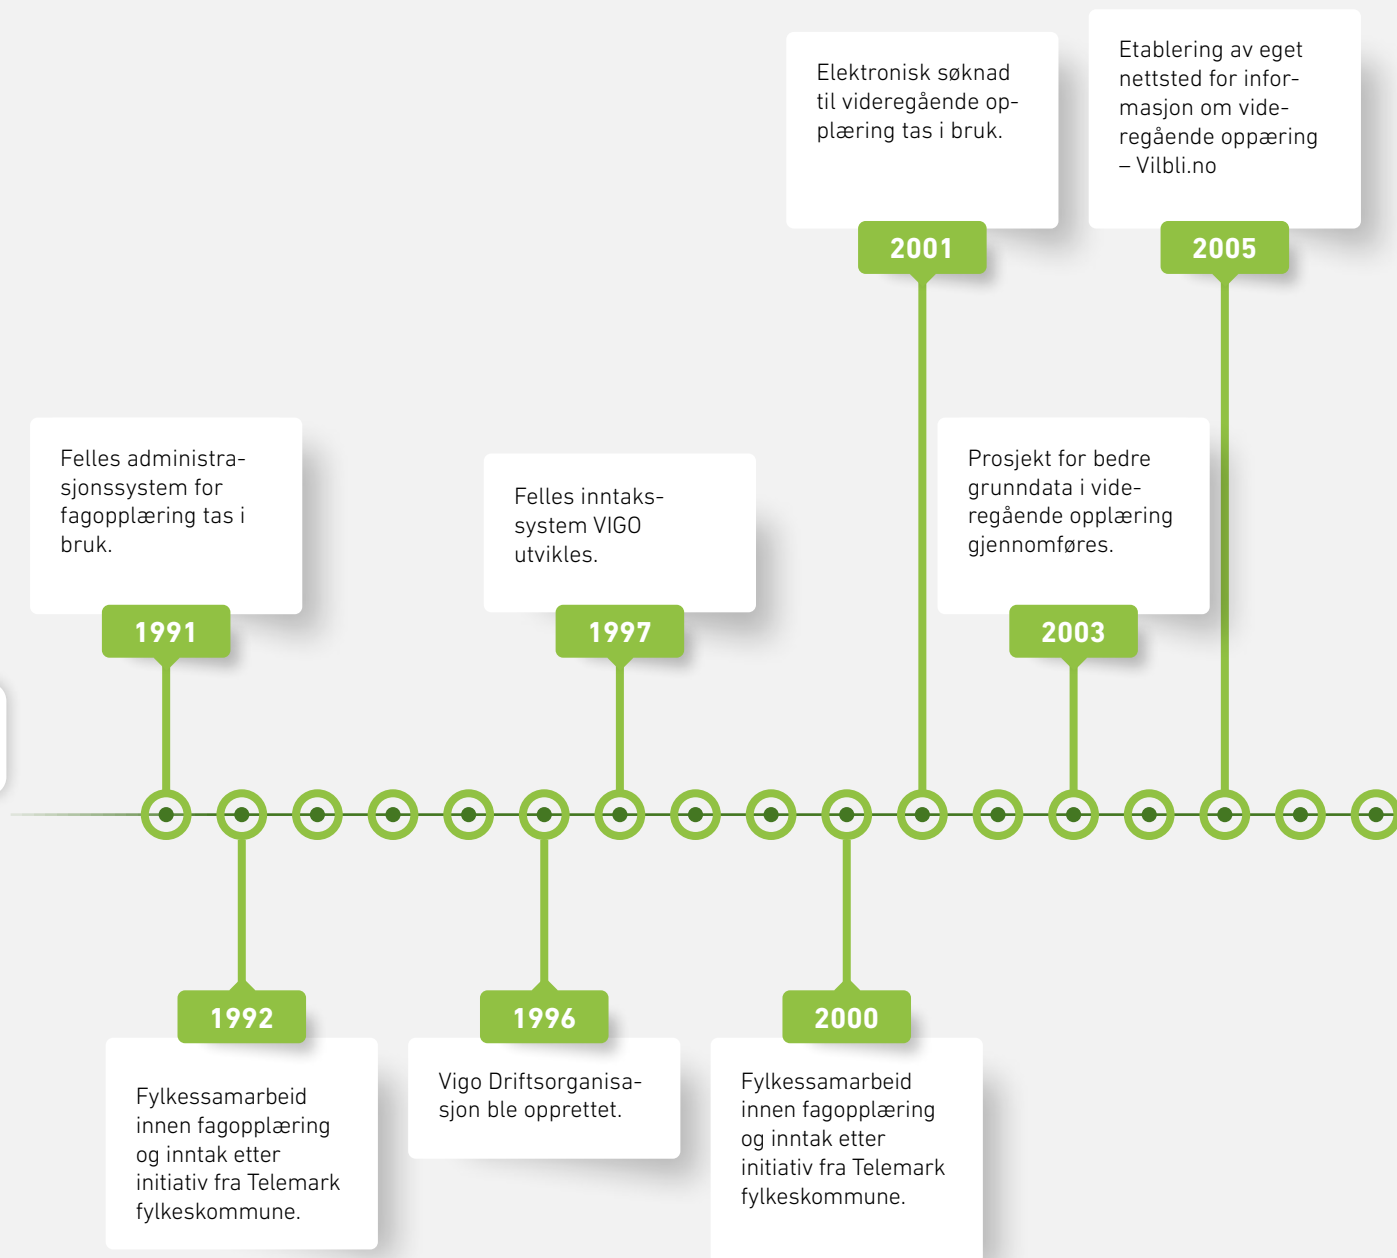 Elektronisk søknad
til videregående op-
plæring tas i bruk.
2001
Etablering av eget
nettsted for infor-
masjon om vide-
regående oppæring
– Vilbli.no
2005
Felles administra-
sjonssystem for
fagopplæring tas i
bruk.
1991
Felles inntaks-
system VIGO
utvikles.
1997
Prosjekt for bedre
grunndata i vide-
regående opplæring
gjennomføres.
2003
1992
Fylkessamarbeid
innen fagopplæring
og inntak etter
initiativ fra Telemark
fylkeskommune.
1996
Vigo Driftsorganisa-
sjon ble opprettet.
2000
Fylkessamarbeid
innen fagopplæring
og inntak etter
initiativ fra Telemark
fylkeskommune.